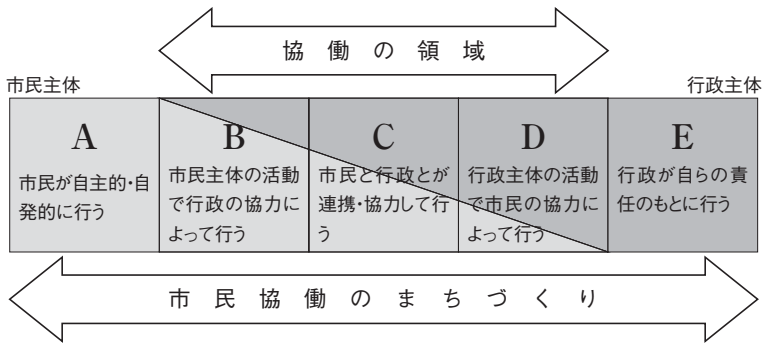 協働の領域
市民主体
行政主体
A
市民が自主的・自
発的に行う
B
市民主体の活動
で行政の協力に
よって行う
C
市民と行政とが
連携・協力して行
う
D
行政主体の活動
で市民の協力に
よって行う
E
行政が自らの責
任のもとに行う
市民協働のまちづくり